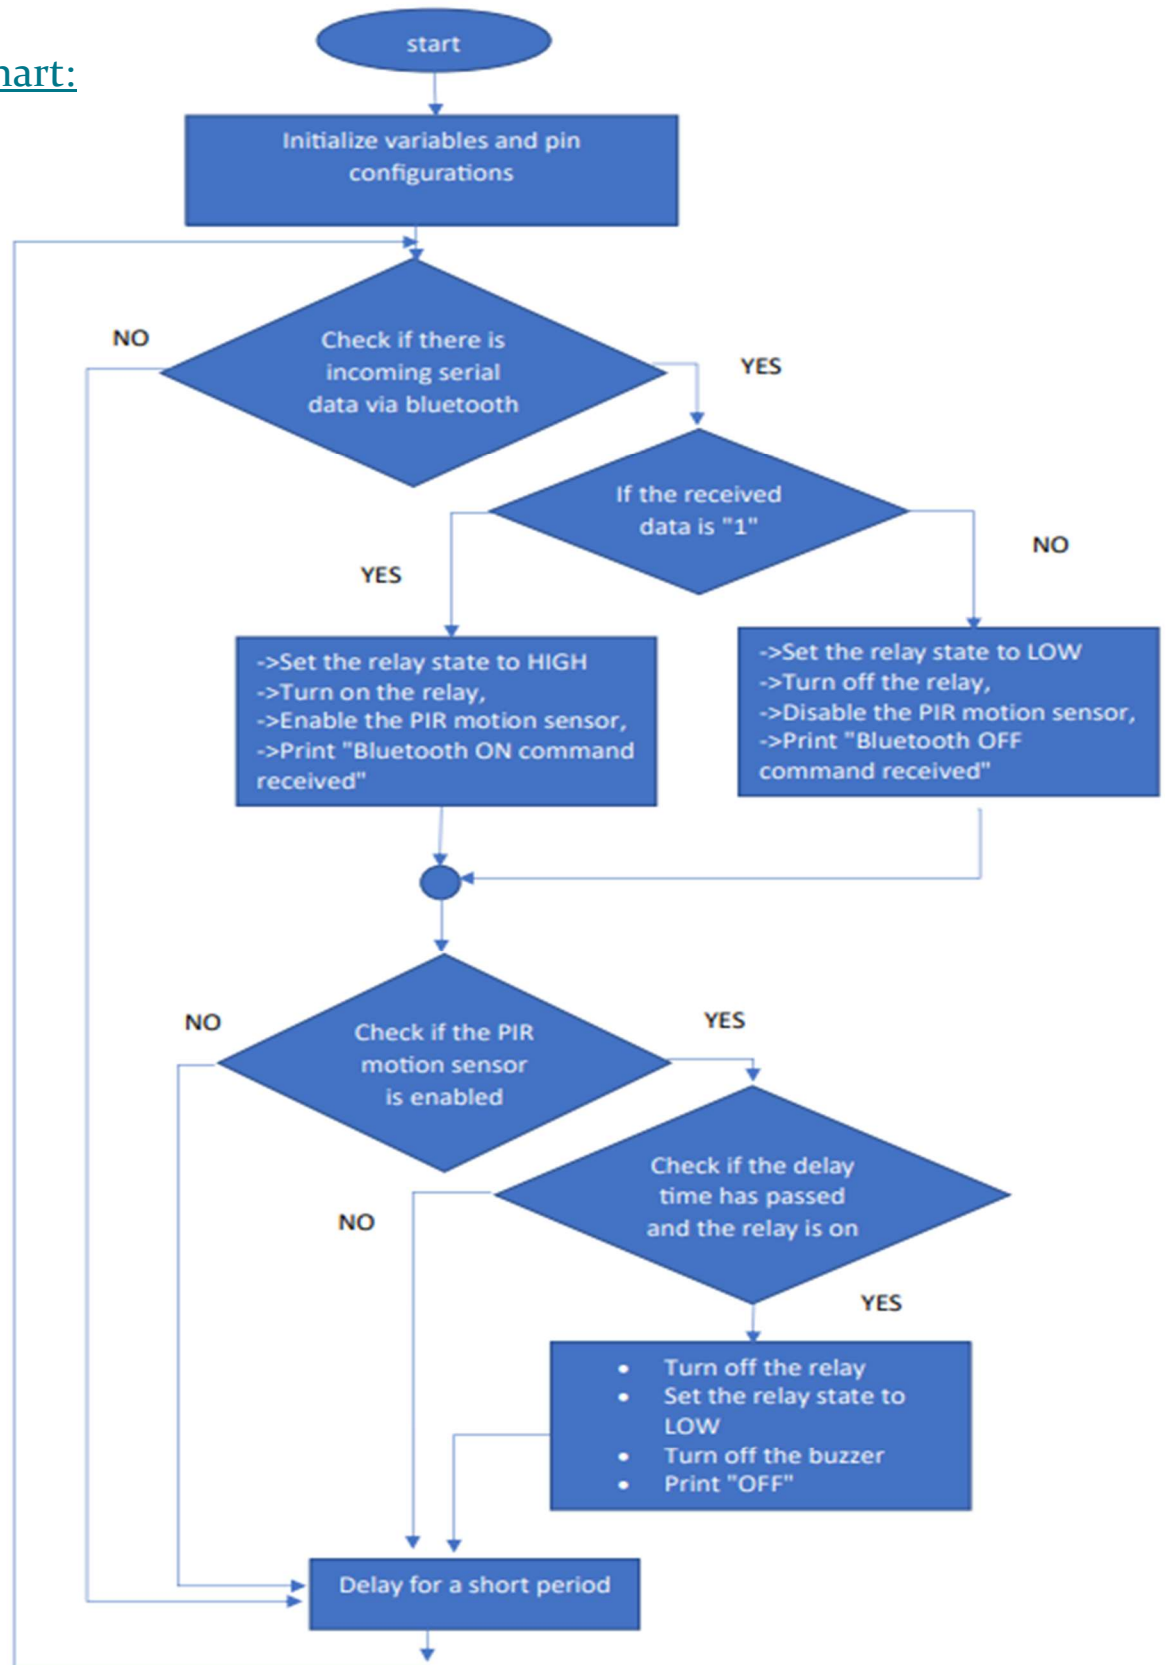 start
hart:
Initialize variables and pin
configurations
NO
Check if there is
incoming serial
data via bluetooth
YES
If the received
data is "1"
NO
YES
->Set the relay state to HIGH
->Turn on the relay,
->Enable the PIR motion sensor,
->Print "Bluetooth ON command
received"
->Set the relay state to LOW
->Turn off the relay,
->Disable the PIR motion sensor,
->Print "Bluetooth OFF
command received"
NO
YES
Check if the PIR
motion sensor
is enabled
Check if the delay
time has passed
and the relay is on
NO
YES
• Turn off the relay
• Set the relay state to
LOW
• Turn off the buzzer
• Print "OFF"
Delay for a short period